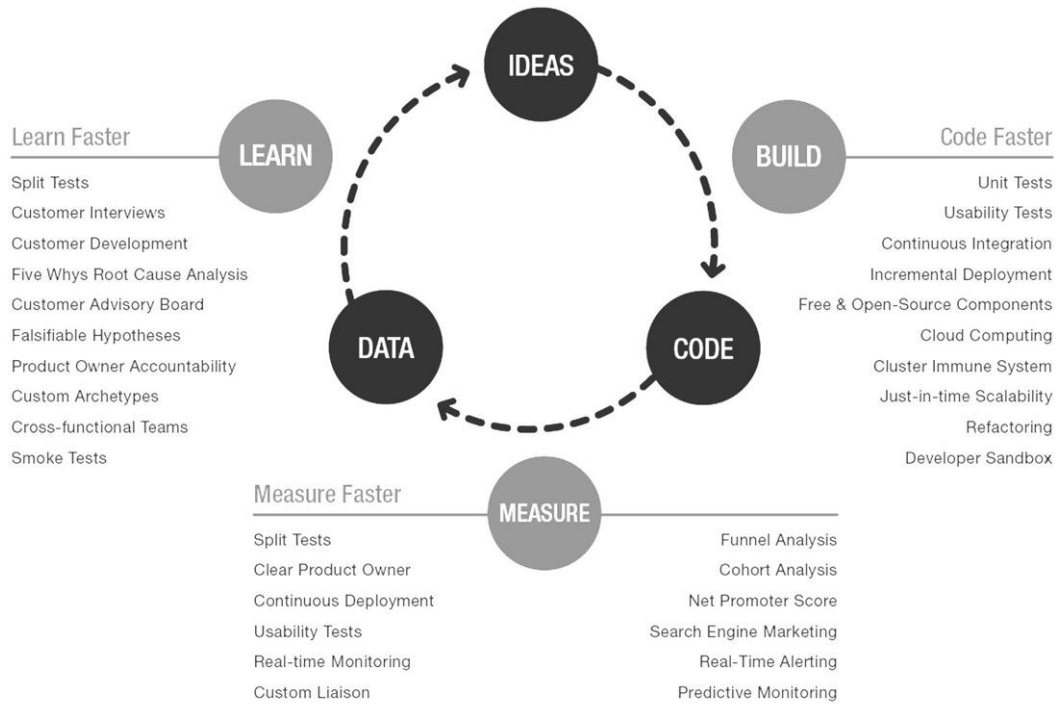 IDEAS
Learn Faster
LEARN
Split Tests
Customer Interviews
Customer Development
Five Whys Root Cause Analysis
Customer Advisory Board
Falsifiable Hypotheses
Product Owner Accountability
Custom Archetypes
Cross-functional Teams
Smoke Tests
BUILD
Code Faster
Unit Tests
Usability Tests
Continuous Integration
Incremental Deployment
Free & Open-Source Components
Cloud Computing
Cluster Immune System
Just-in-time Scalability
Refactoring
Developer Sandbox
DATA
CODE
Measure Faster
MEASURE
Split Tests
Clear Product Owner
Continuous Deployment
Usability Tests
Real-time Monitoring
Custom Liaison
Funnel Analysis
Cohort Analysis
Net Promoter Score
Search Engine Marketing
Real-Time Alerting
Predictive Monitoring